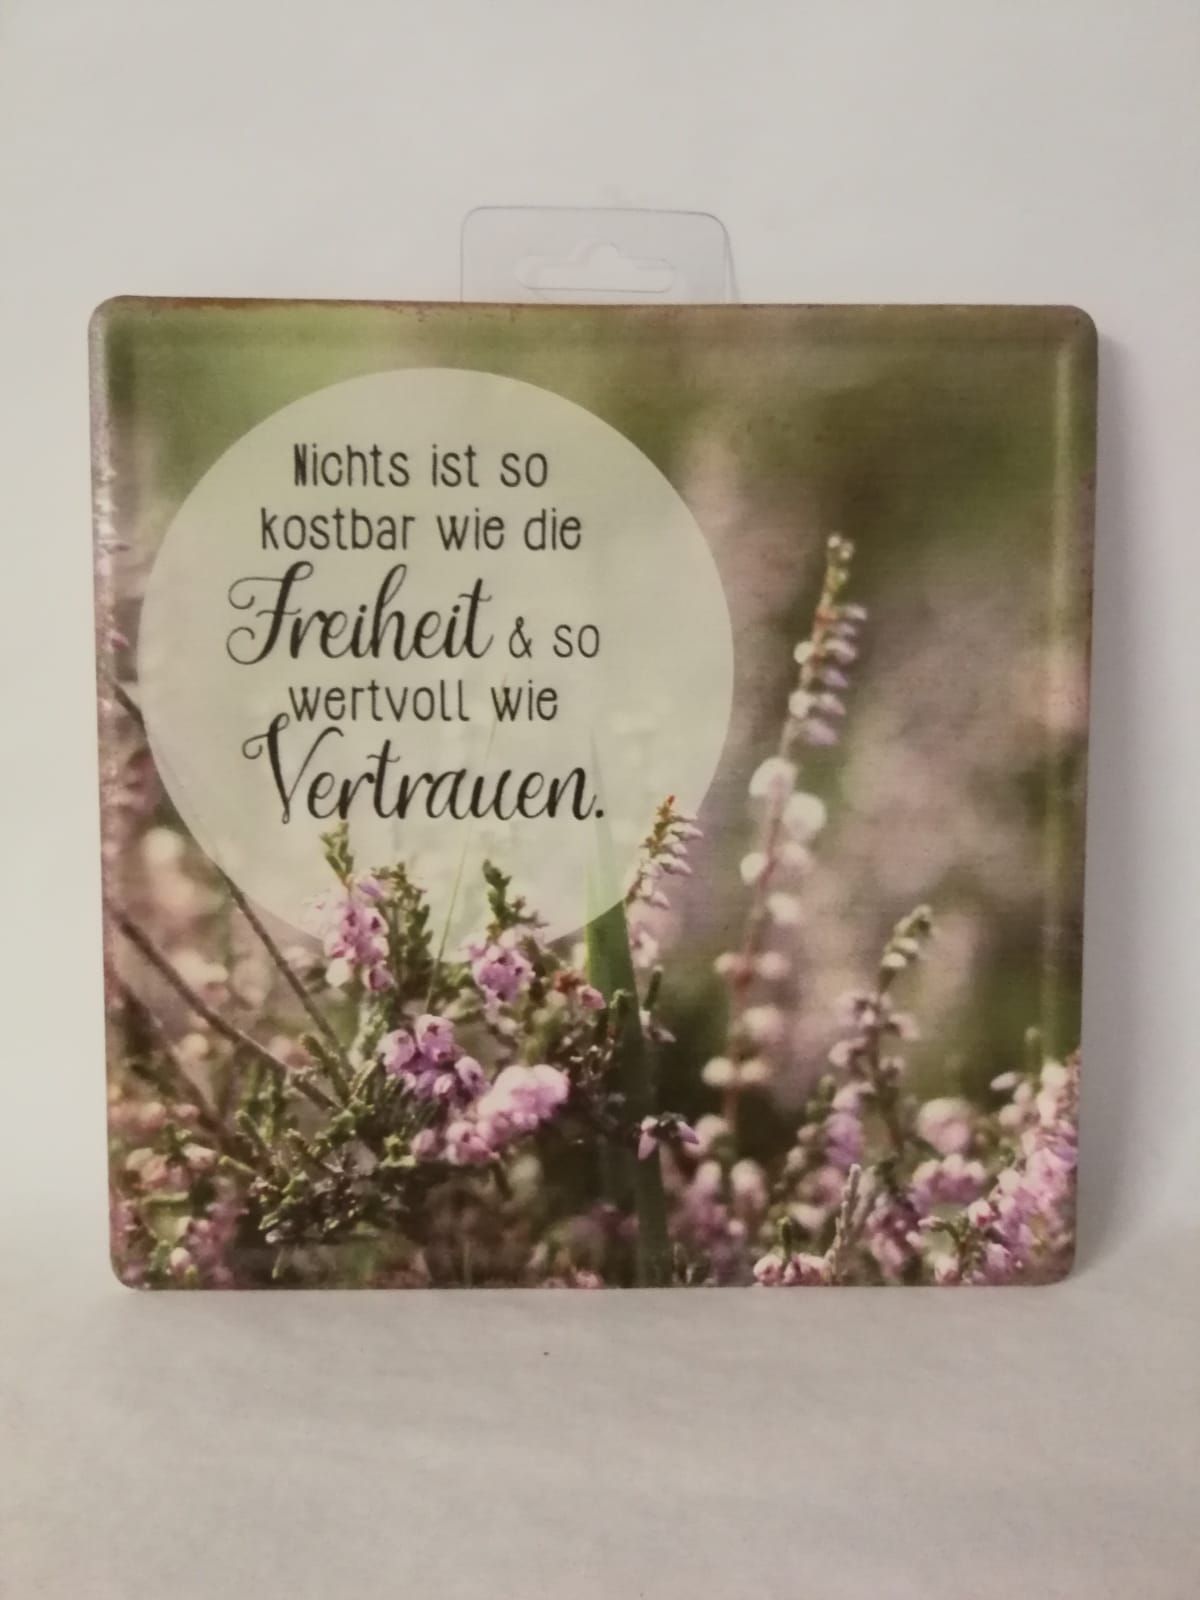 Nichts ist so
kostbar wie die
Freiheit & so
wertvoll wie
Vertrauen.